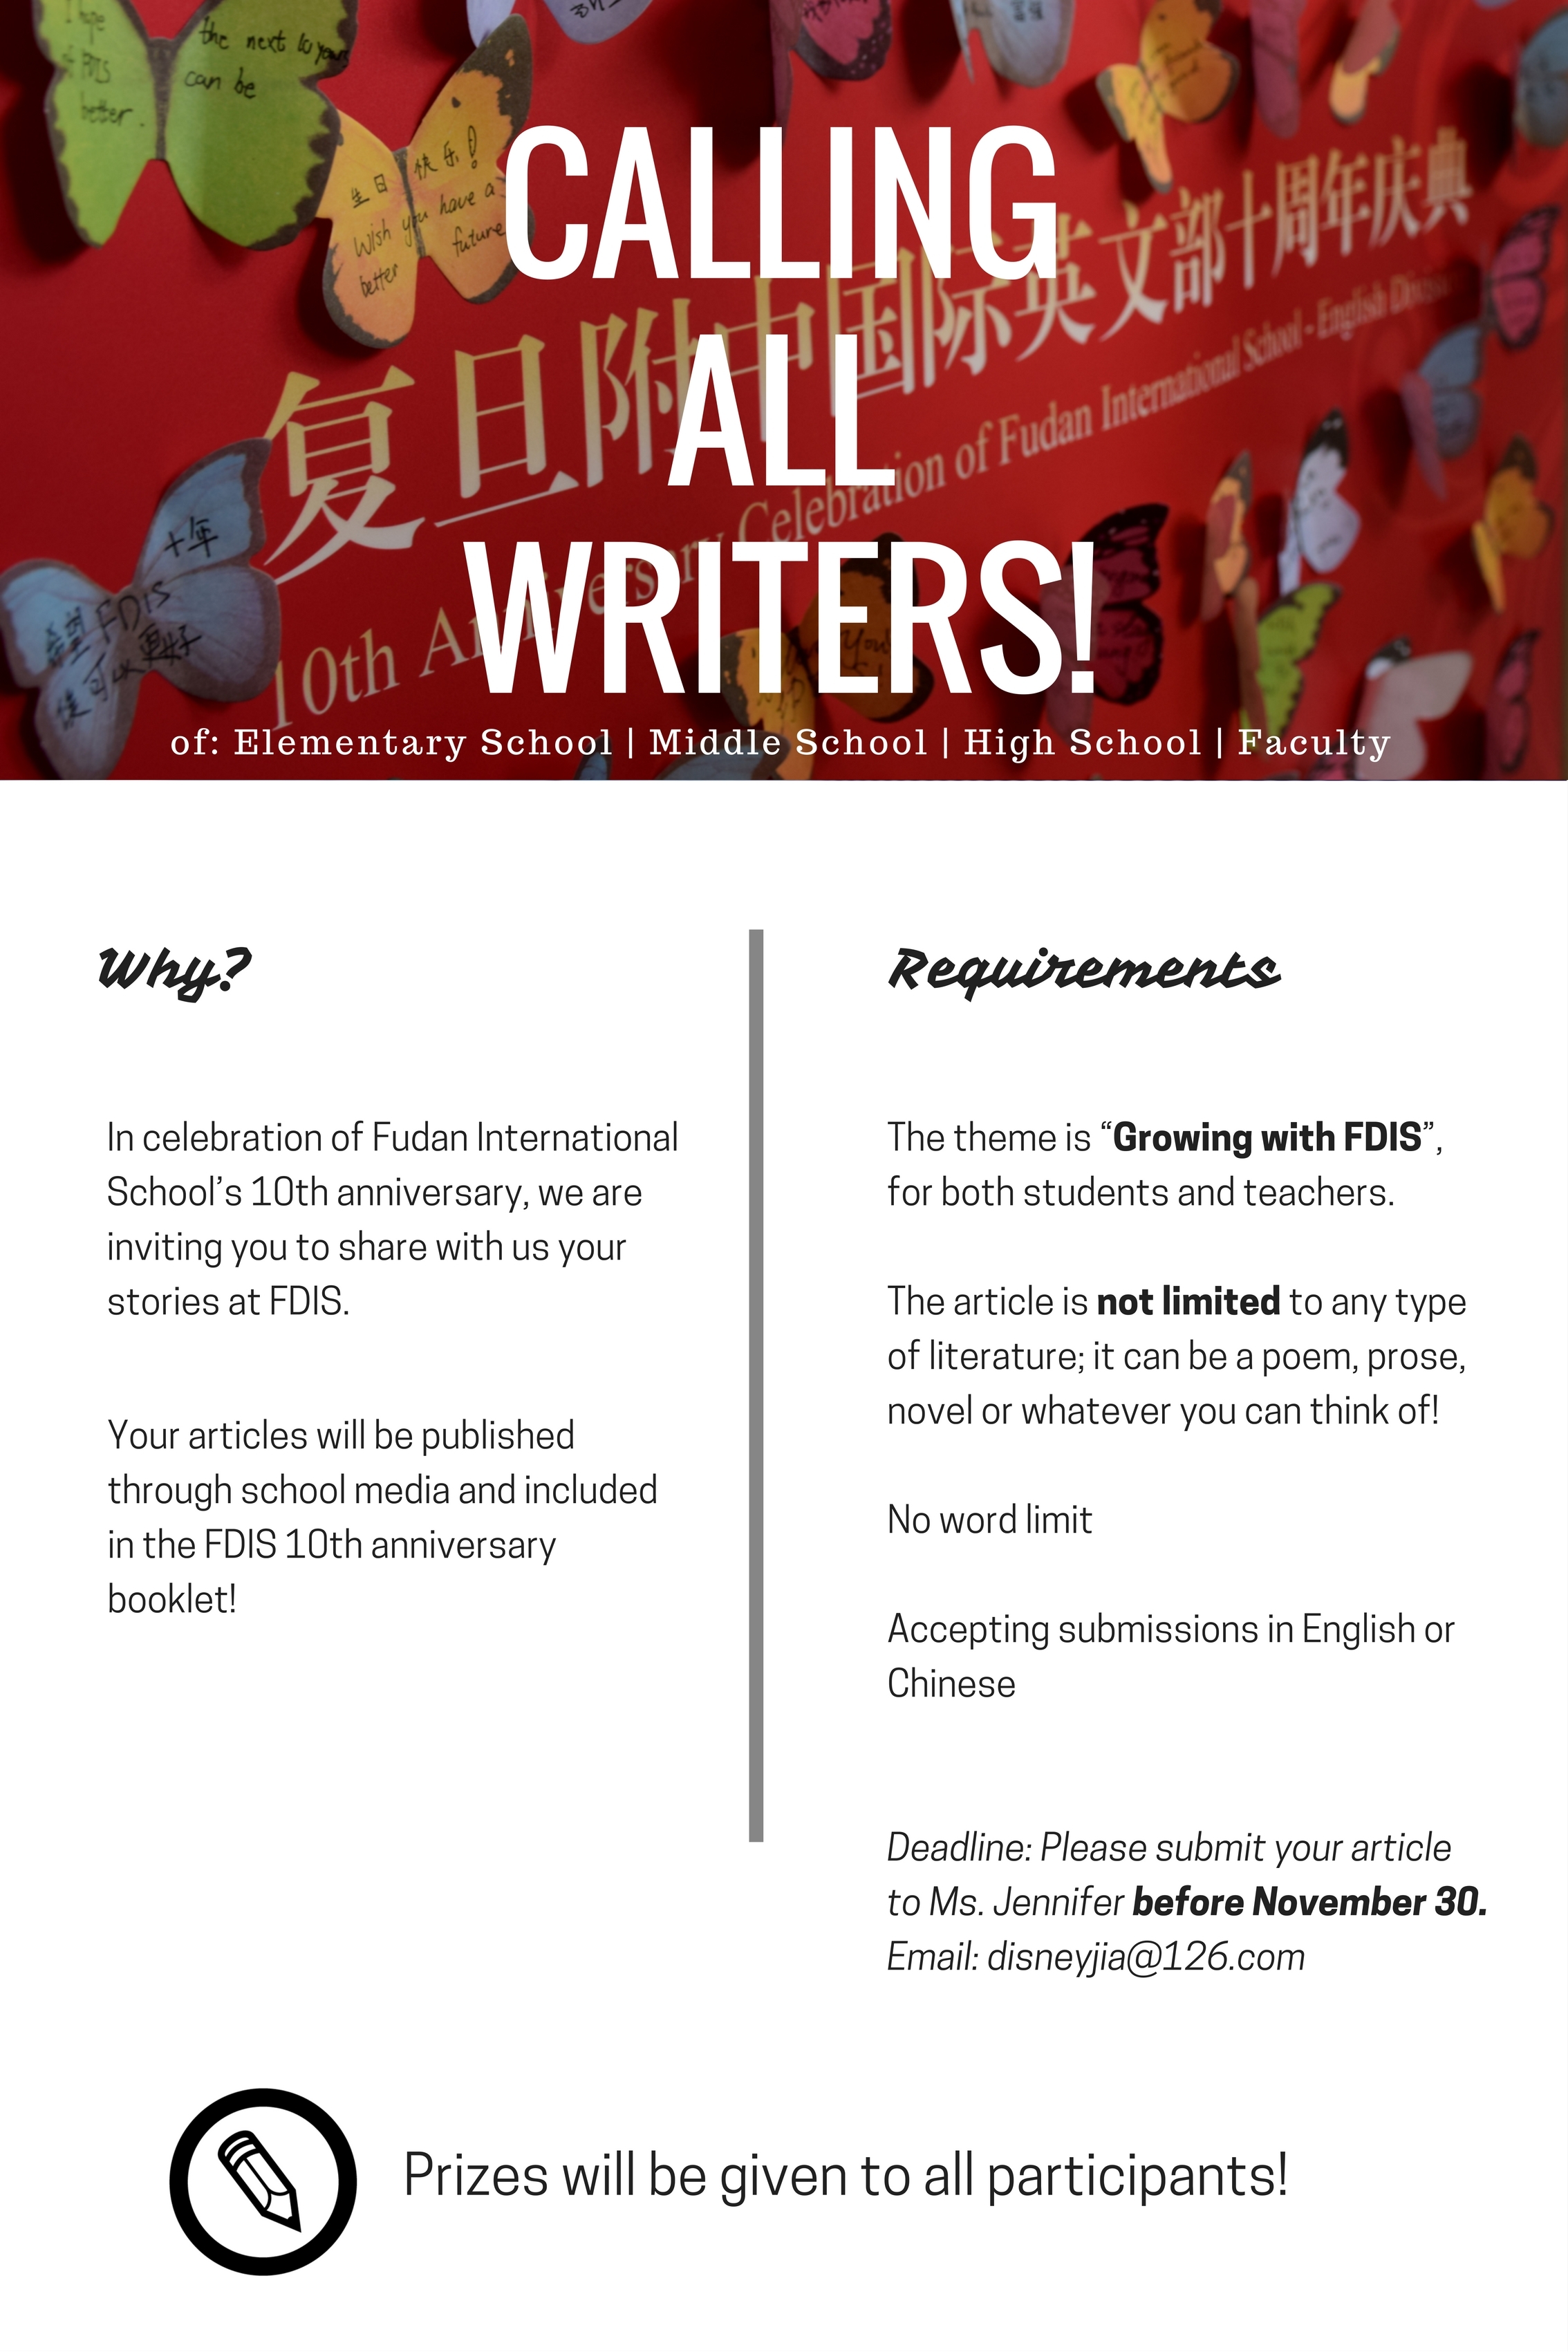 I hope
the next 10 years
of FDIS
can be
better.
生日快乐!
Wish you have a
better future
CALLING
ALL
WRITERS!
复旦附中国际英文部十周年庆典
10th Anniversary Celebration of Fudan International School - English Division
十年
希望 FDIS
可以更好
of: Elementary School | Middle School | High School | Faculty
Why?
In celebration of Fudan International
School’s 10th anniversary, we are
inviting you to share with us your
stories at FDIS.
Your articles will be published
through school media and included
in the FDIS 10th anniversary
booklet!
Requirements
The theme is “Growing with FDIS”,
for both students and teachers.
The article is not limited to any type
of literature; it can be a poem, prose,
novel or whatever you can think of!
No word limit
Accepting submissions in English or
Chinese
Deadline: Please submit your article
to Ms. Jennifer before November 30.
Email: disneyjia@126.com
Prizes will be given to all participants!